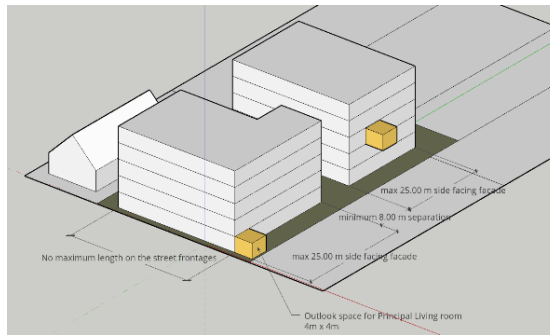 max 25.00 m side facing facade
minimum 8.00 m separation
No maximum length on the street frontages
max 25.00 m side facing facade
Outlook space for Principal Living room
4m x 4m